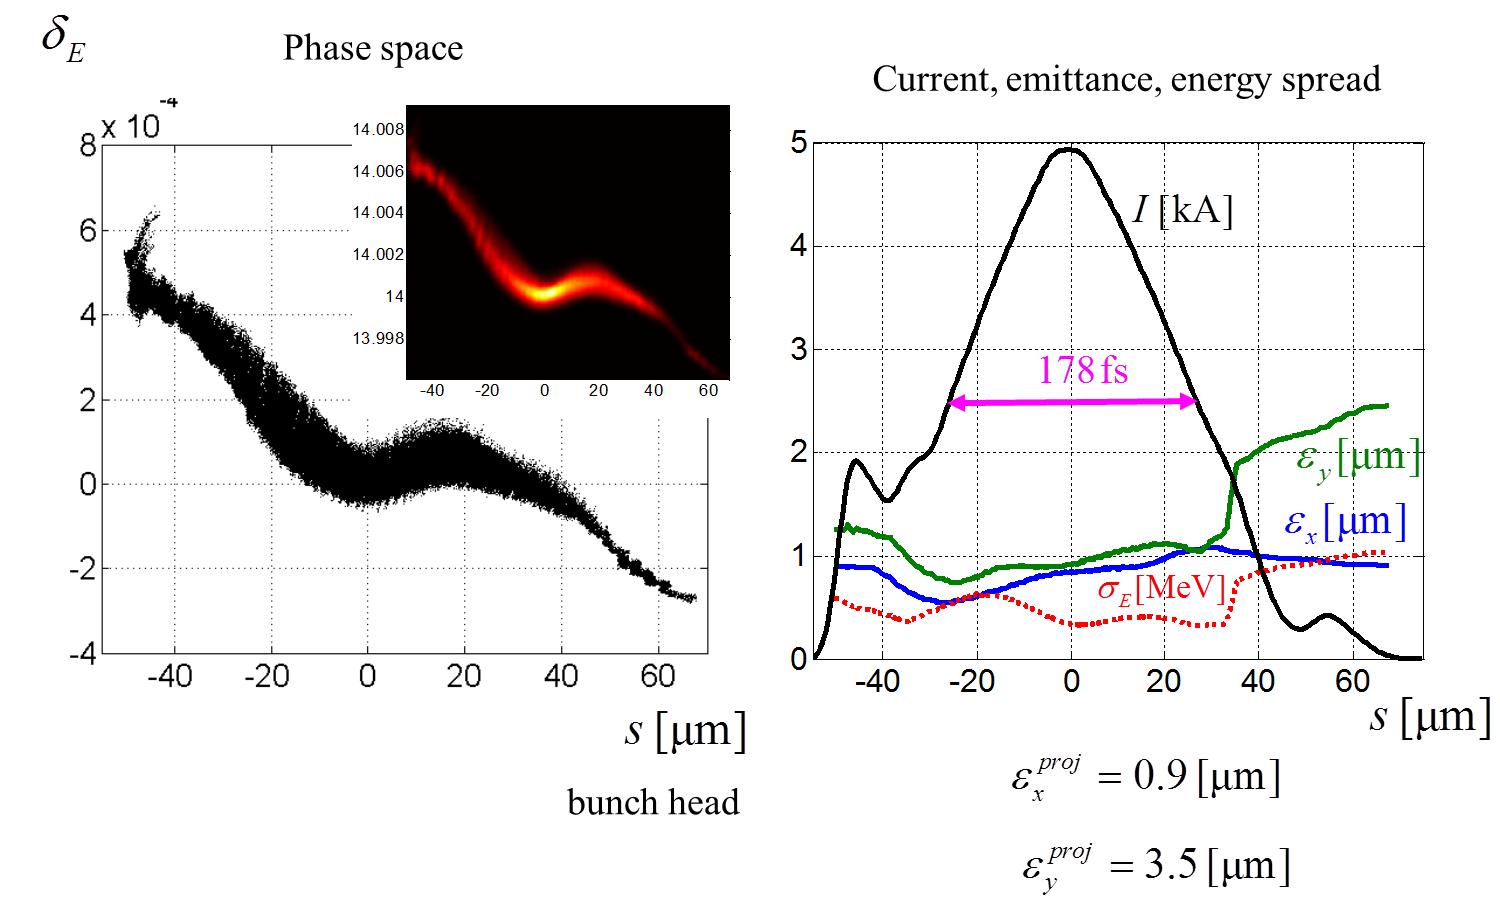 δ_E
Phase space
Current, emittance, energy spread
x 10^-4
8
6
4
2
0
-2
-4
-40 -20 0 20 40 60
14.008
14.006
14.004
14.002
14
13.998
-40 0 20 40 60
s [μm]
bunch head
5
4
3
2
1
0
-40 -20 0 20 40 60
I [kA]
178 fs
ε_y [μm]
ε_x [μm]
σ_E [MeV]
s [μm]
ε_x^proj = 0.9 [μm]
ε_y^proj = 3.5 [μm]